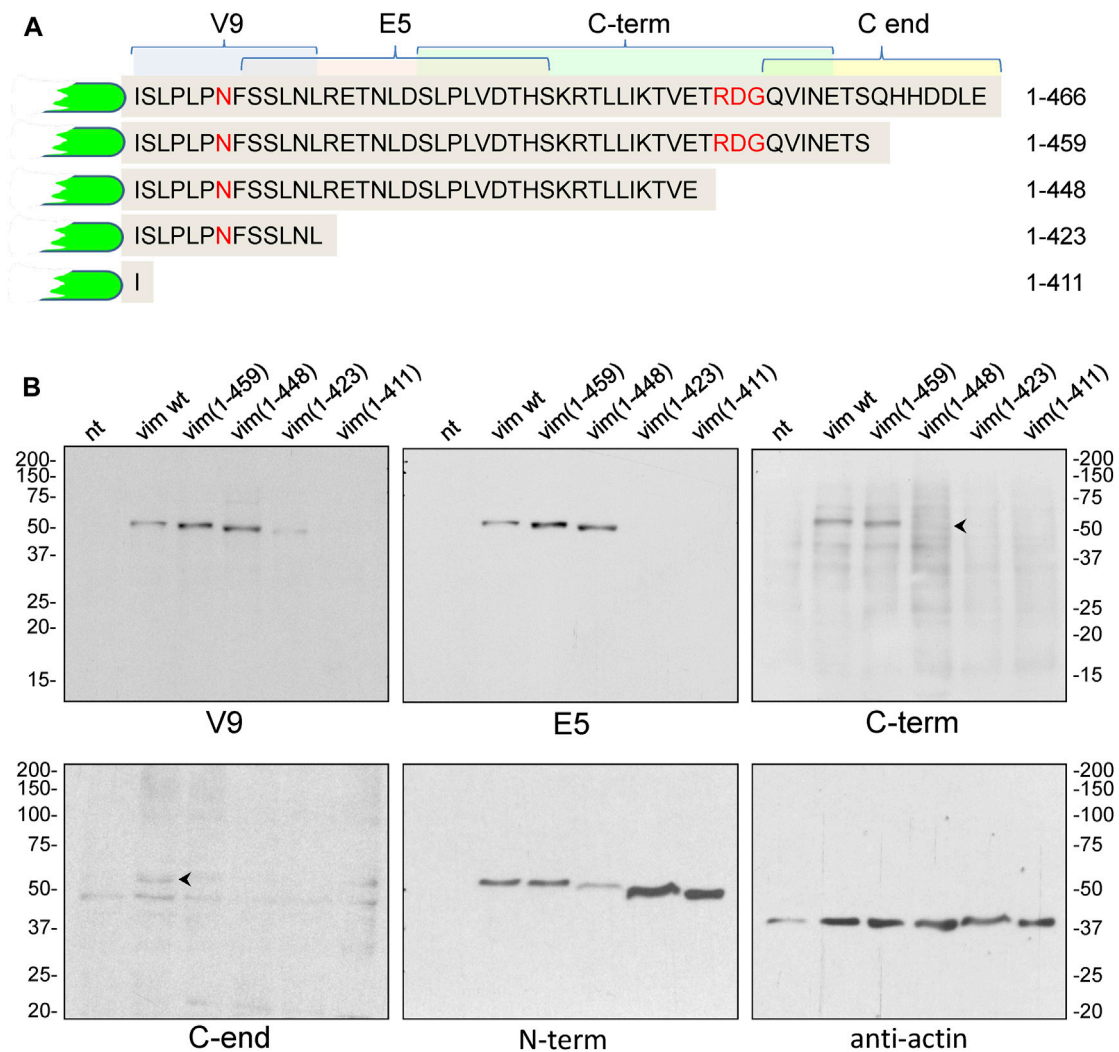 A
V9 E5 C-term C end
ISLPLPNFSSLNLRETNLDSLPLVDTHSKRTLLIKTVETRDGQVINETSQHHDDLE 1-466
ISLPLPNFSSLNLRETNLDSLPLVDTHSKRTLLIKTVETRDGQVINETS 1-459
ISLPLPNFSSLNLRETNLDSLPLVDTHSKRTLLIKTVE 1-448
ISLPLPNFSSLNL 1-423
I 1-411
B
nt vim wt vim(1-459) vim(1-448) vim(1-423) vim(1-411)
nt vim wt vim(1-459) vim(1-448) vim(1-423) vim(1-411)
nt vim wt vim(1-459) vim(1-448) vim(1-423) vim(1-411)
200- -200
150- -150
75- -75
50- -50
37- -37
25- -25
20- -20
15- -15
V9 E5 C-term
200- -200
150- -150
100- -100
75- -75
50- -50
37- -37
25- -25
20- -20
C-end N-term anti-actin